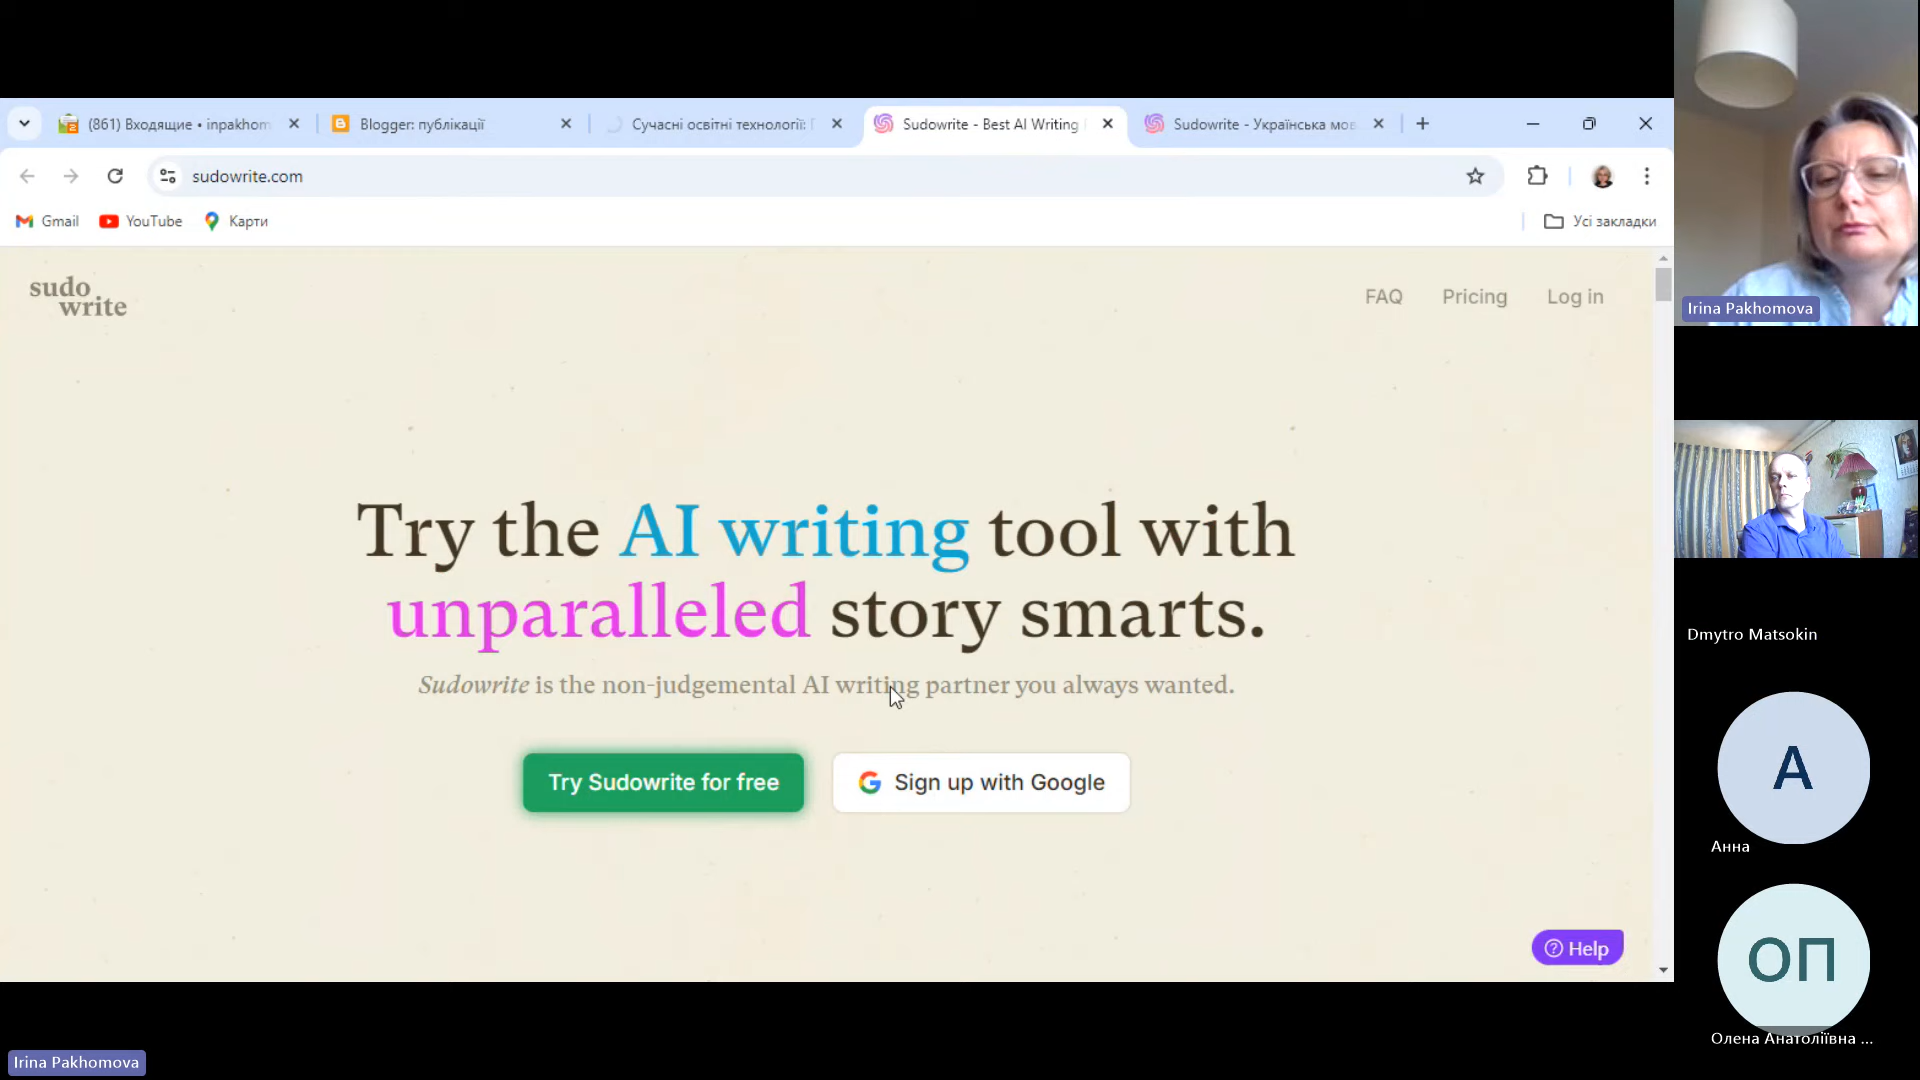 (861) Входящие • inpakhom
Blogger: публікації
Сучасні освітні технології:
Sudowrite - Best AI Writing
Sudowrite - Українська мов
sudowrite.com
Gmail
YouTube
Карти
Усі закладки
sudo
write
FAQ
Pricing
Log in
Try the AI writing tool with
unparalleled story smarts.
Sudowrite is the non-judgemental AI writing partner you always wanted.
Try Sudowrite for free
G Sign up with Google
Help
Irina Pakhomova
Dmytro Matsokin
А
Анна
ОП
Олена Анатоліївна ...
Irina Pakhomova